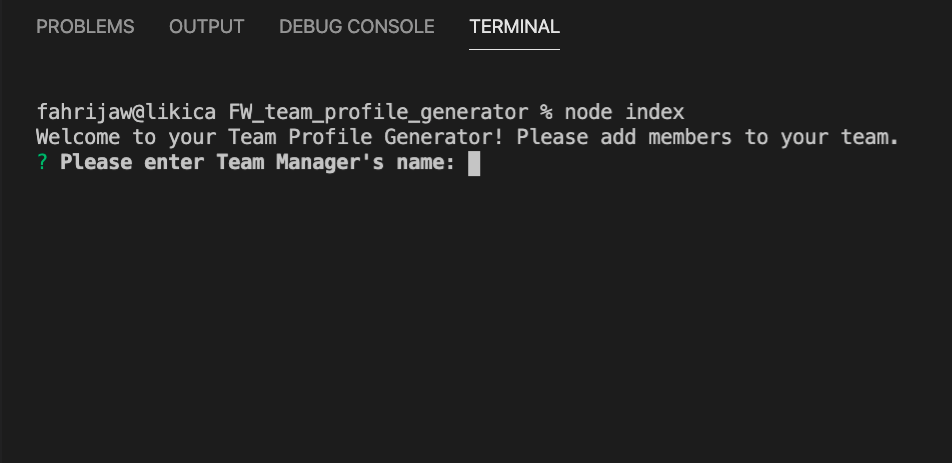 PROBLEMS OUTPUT DEBUG CONSOLE TERMINAL
fahrijaw@likica FW_team_profile_generator % node index
Welcome to your Team Profile Generator! Please add members to your team.
? Please enter Team Manager's name: